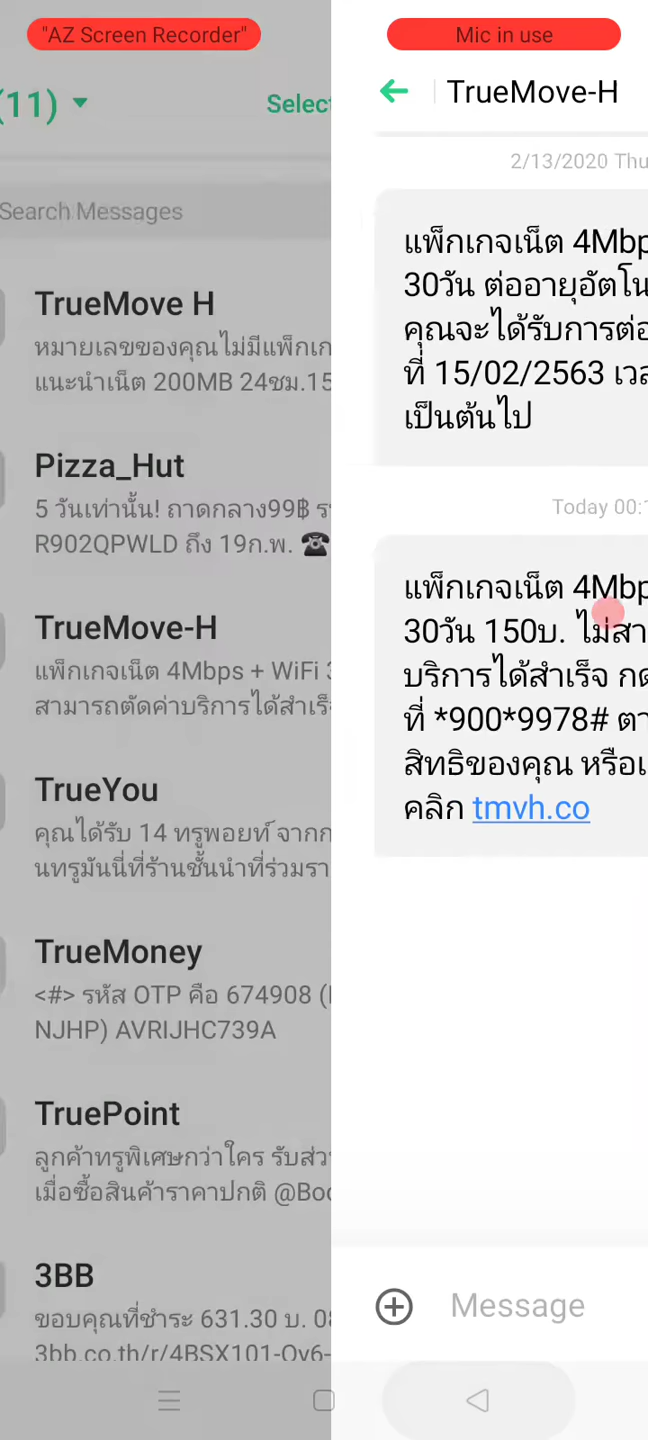 "AZ Screen Recorder"
Mic in use
(11)
Select
Search Messages
TrueMove H
หมายเลขของคุณไม่มีแพ็กเก
แนะนำเน็ต 200MB 24ชม.15
Pizza_Hut
5 วันเท่านั้น! ถาดกลาง99฿
R902QPWLD ถึง 19ก.พ. ☎
TrueMove-H
แพ็กเกจเน็ต 4Mbps + WiFi
สามารถตัดค่าบริการได้สำเร็
TrueYou
คุณได้รับ 14 ทรูพอยท์ จาก
นทรูมันนี่ที่ร้านชั้นนำที่ร่วมรา
TrueMoney
<#> รหัส OTP คือ 674908
NJHP) AVRIJHC739A
TruePoint
ลูกค้าทรูพิเศษกว่าใคร รับส่ว
เมื่อซื้อสินค้าราคาปกติ @Boo
3BB
ขอบคุณที่ชำระ 631.30 บ.
3bb.co.th/r/4BSX101-Oy6-
TrueMove-H
2/13/2020 Thu
แพ็กเกจเน็ต 4Mbp
30วัน ต่ออายุอัตโน
คุณจะได้รับการต่อ
ที่ 15/02/2563 เวล
เป็นต้นไป
Today 00:
แพ็กเกจเน็ต 4Mbp
30วัน 150บ. ไม่สา
บริการได้สำเร็จ กด
ที่ *900*9978# ตา
สิทธิของคุณ หรือเ
คลิก tmvh.co
Message